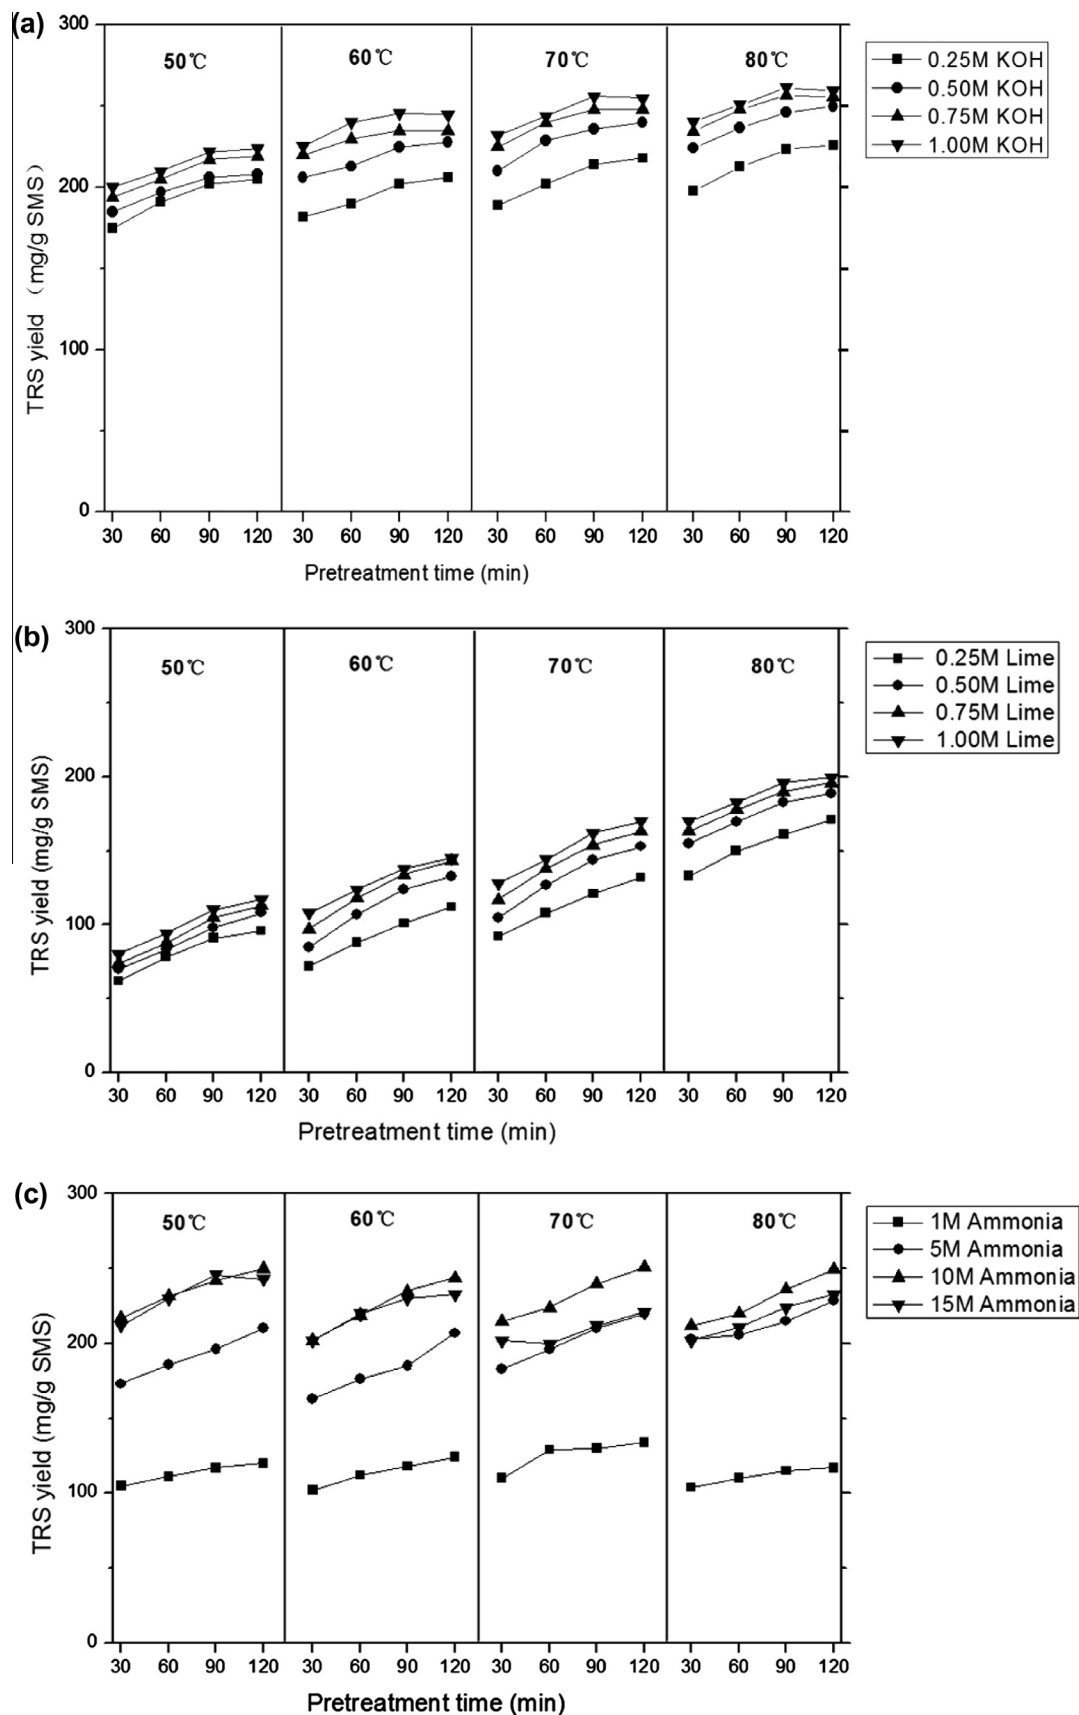 (a)
300
200
100
0
TRS yield (mg/g SMS)
50℃
60℃
70℃
80℃
30 60 90 120 30 60 90 120 30 60 90 120 30 60 90 120
Pretreatment time (min)
0.25M KOH
0.50M KOH
0.75M KOH
1.00M KOH
(b)
300
200
100
0
TRS yield (mg/g SMS)
50℃
60℃
70℃
80℃
30 60 90 120 30 60 90 120 30 60 90 120 30 60 90 120
Pretreatment time (min)
0.25M Lime
0.50M Lime
0.75M Lime
1.00M Lime
(c)
300
200
100
0
TRS yield (mg/g SMS)
50℃
60℃
70℃
80℃
30 60 90 120 30 60 90 120 30 60 90 120 30 60 90 120
Pretreatment time (min)
1M Ammonia
5M Ammonia
10M Ammonia
15M Ammonia